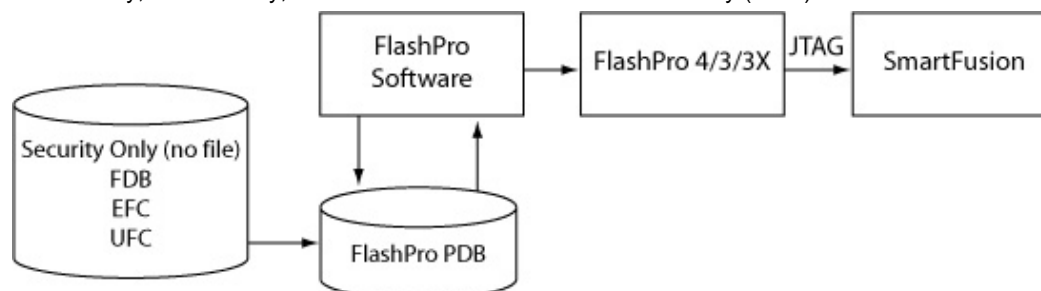 FlashPro
Software
FlashPro 4/3/3X
JTAG
SmartFusion
Security Only (no file)
FDB
EFC
UFC
FlashPro PDB